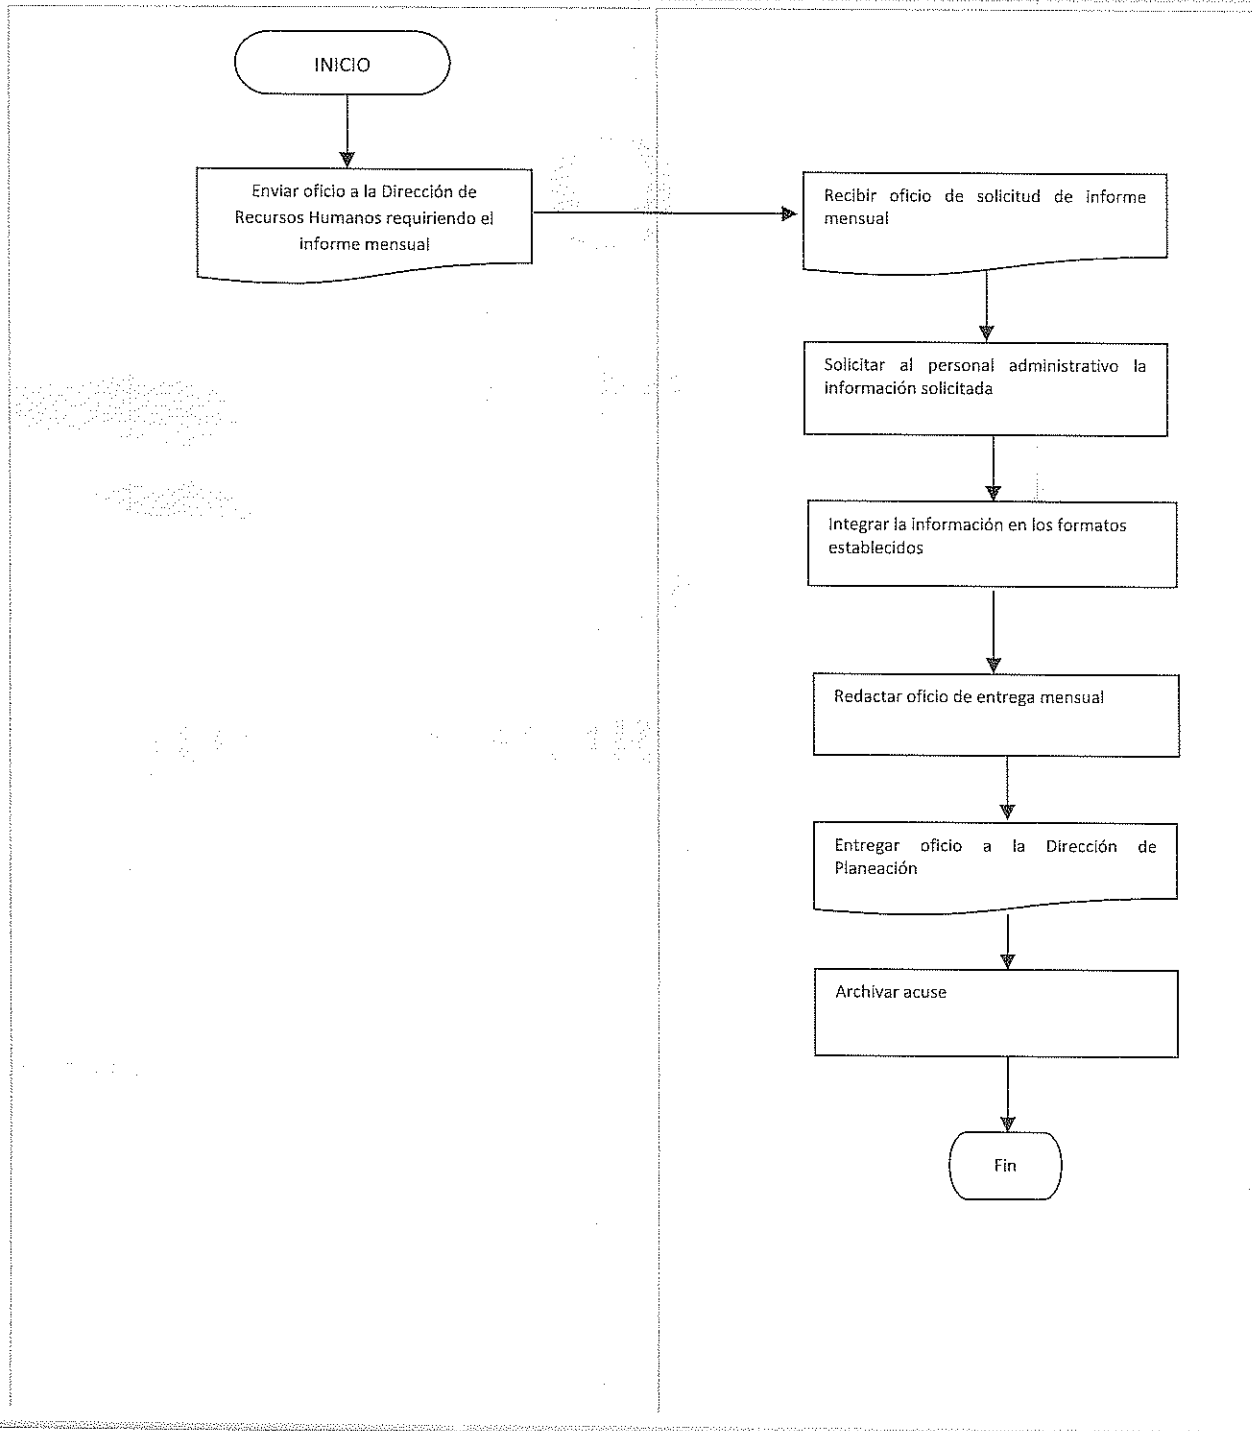 INICIO
Enviar oficio a la Dirección de
Recursos Humanos requiriendo el
informe mensual
Recibir oficio de solicitud de informe
mensual
Solicitar al personal administrativo la
información solicitada
Integrar la información en los formatos
establecidos
Redactar oficio de entrega mensual
Entregar oficio a la Dirección de
Planeación
Archivar acuse
Fin